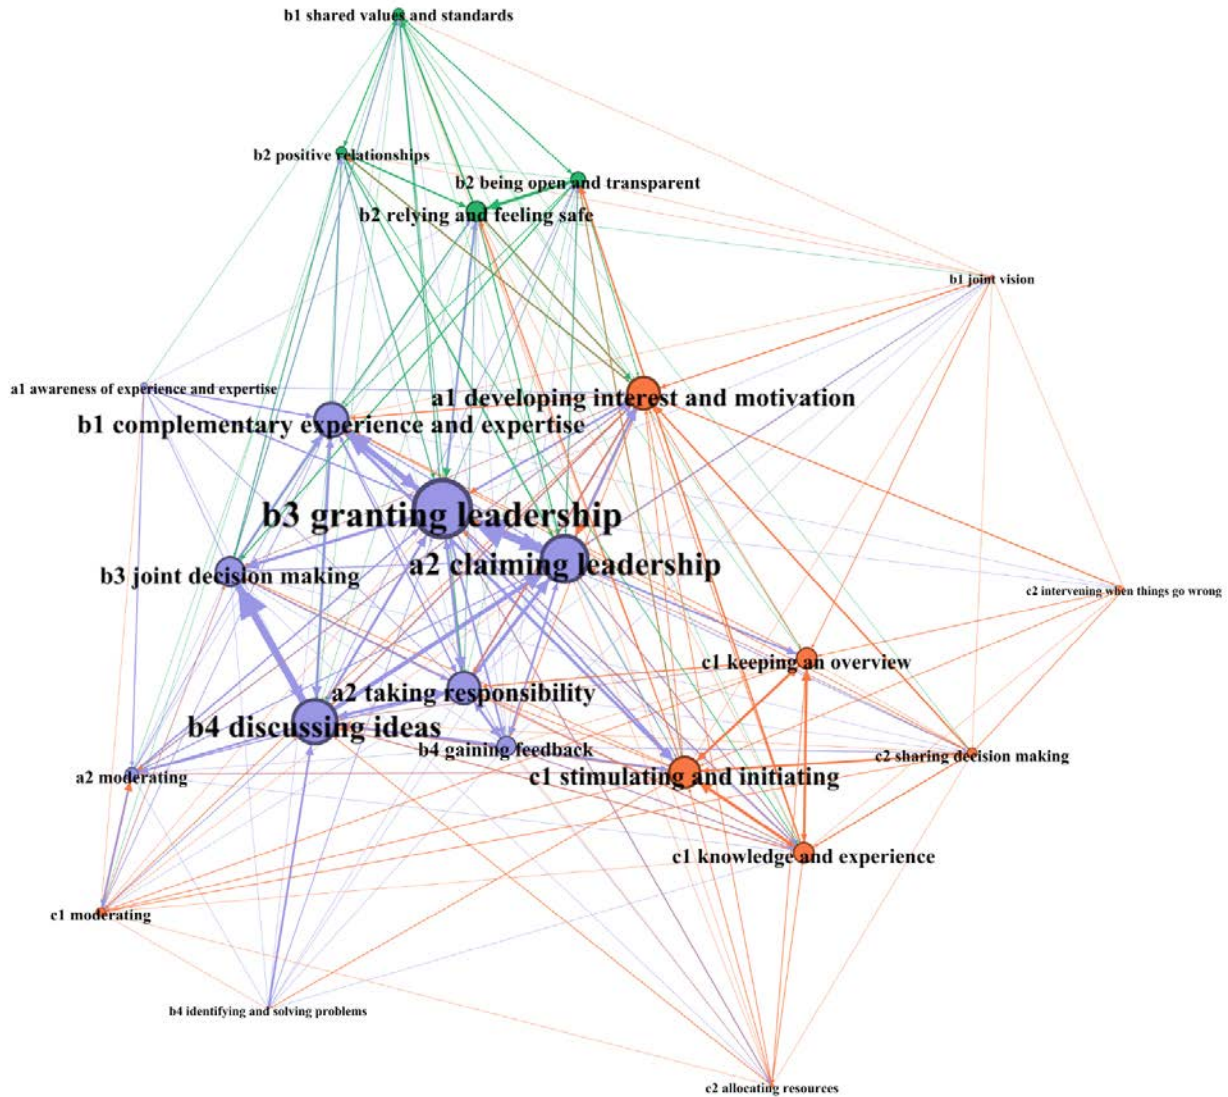 b1 shared values and standards
b2 positive relationships
b2 being open and transparent
b2 relying and feeling safe
b1 joint vision
a1 awareness of experience and expertise
a1 developing interest and motivation
b1 complementary experience and expertise
b3 granting leadership
a2 claiming leadership
b3 joint decision making
c2 intervening when things go wrong
c1 keeping an overview
a2 taking responsibility
b4 discussing ideas
b4 gaining feedback
c2 sharing decision making
a2 moderating
c1 stimulating and initiating
c1 knowledge and experience
c1 moderating
b4 identifying and solving problems
c2 allocating resources